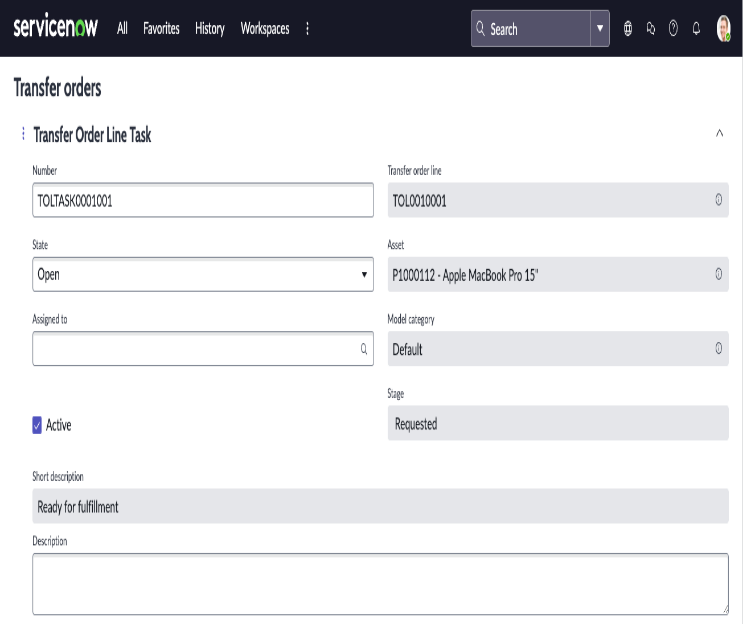 servicenow All Favorites History Workspaces Search
Transfer orders
Transfer Order Line Task
Number Transfer order line
TOLTASK0001001 TOL0010001
State Asset
Open P1000112 - Apple MacBook Pro 15"
Assigned to Model category
Default
Stage
Active Requested
Short description
Ready for fulfillment
Description